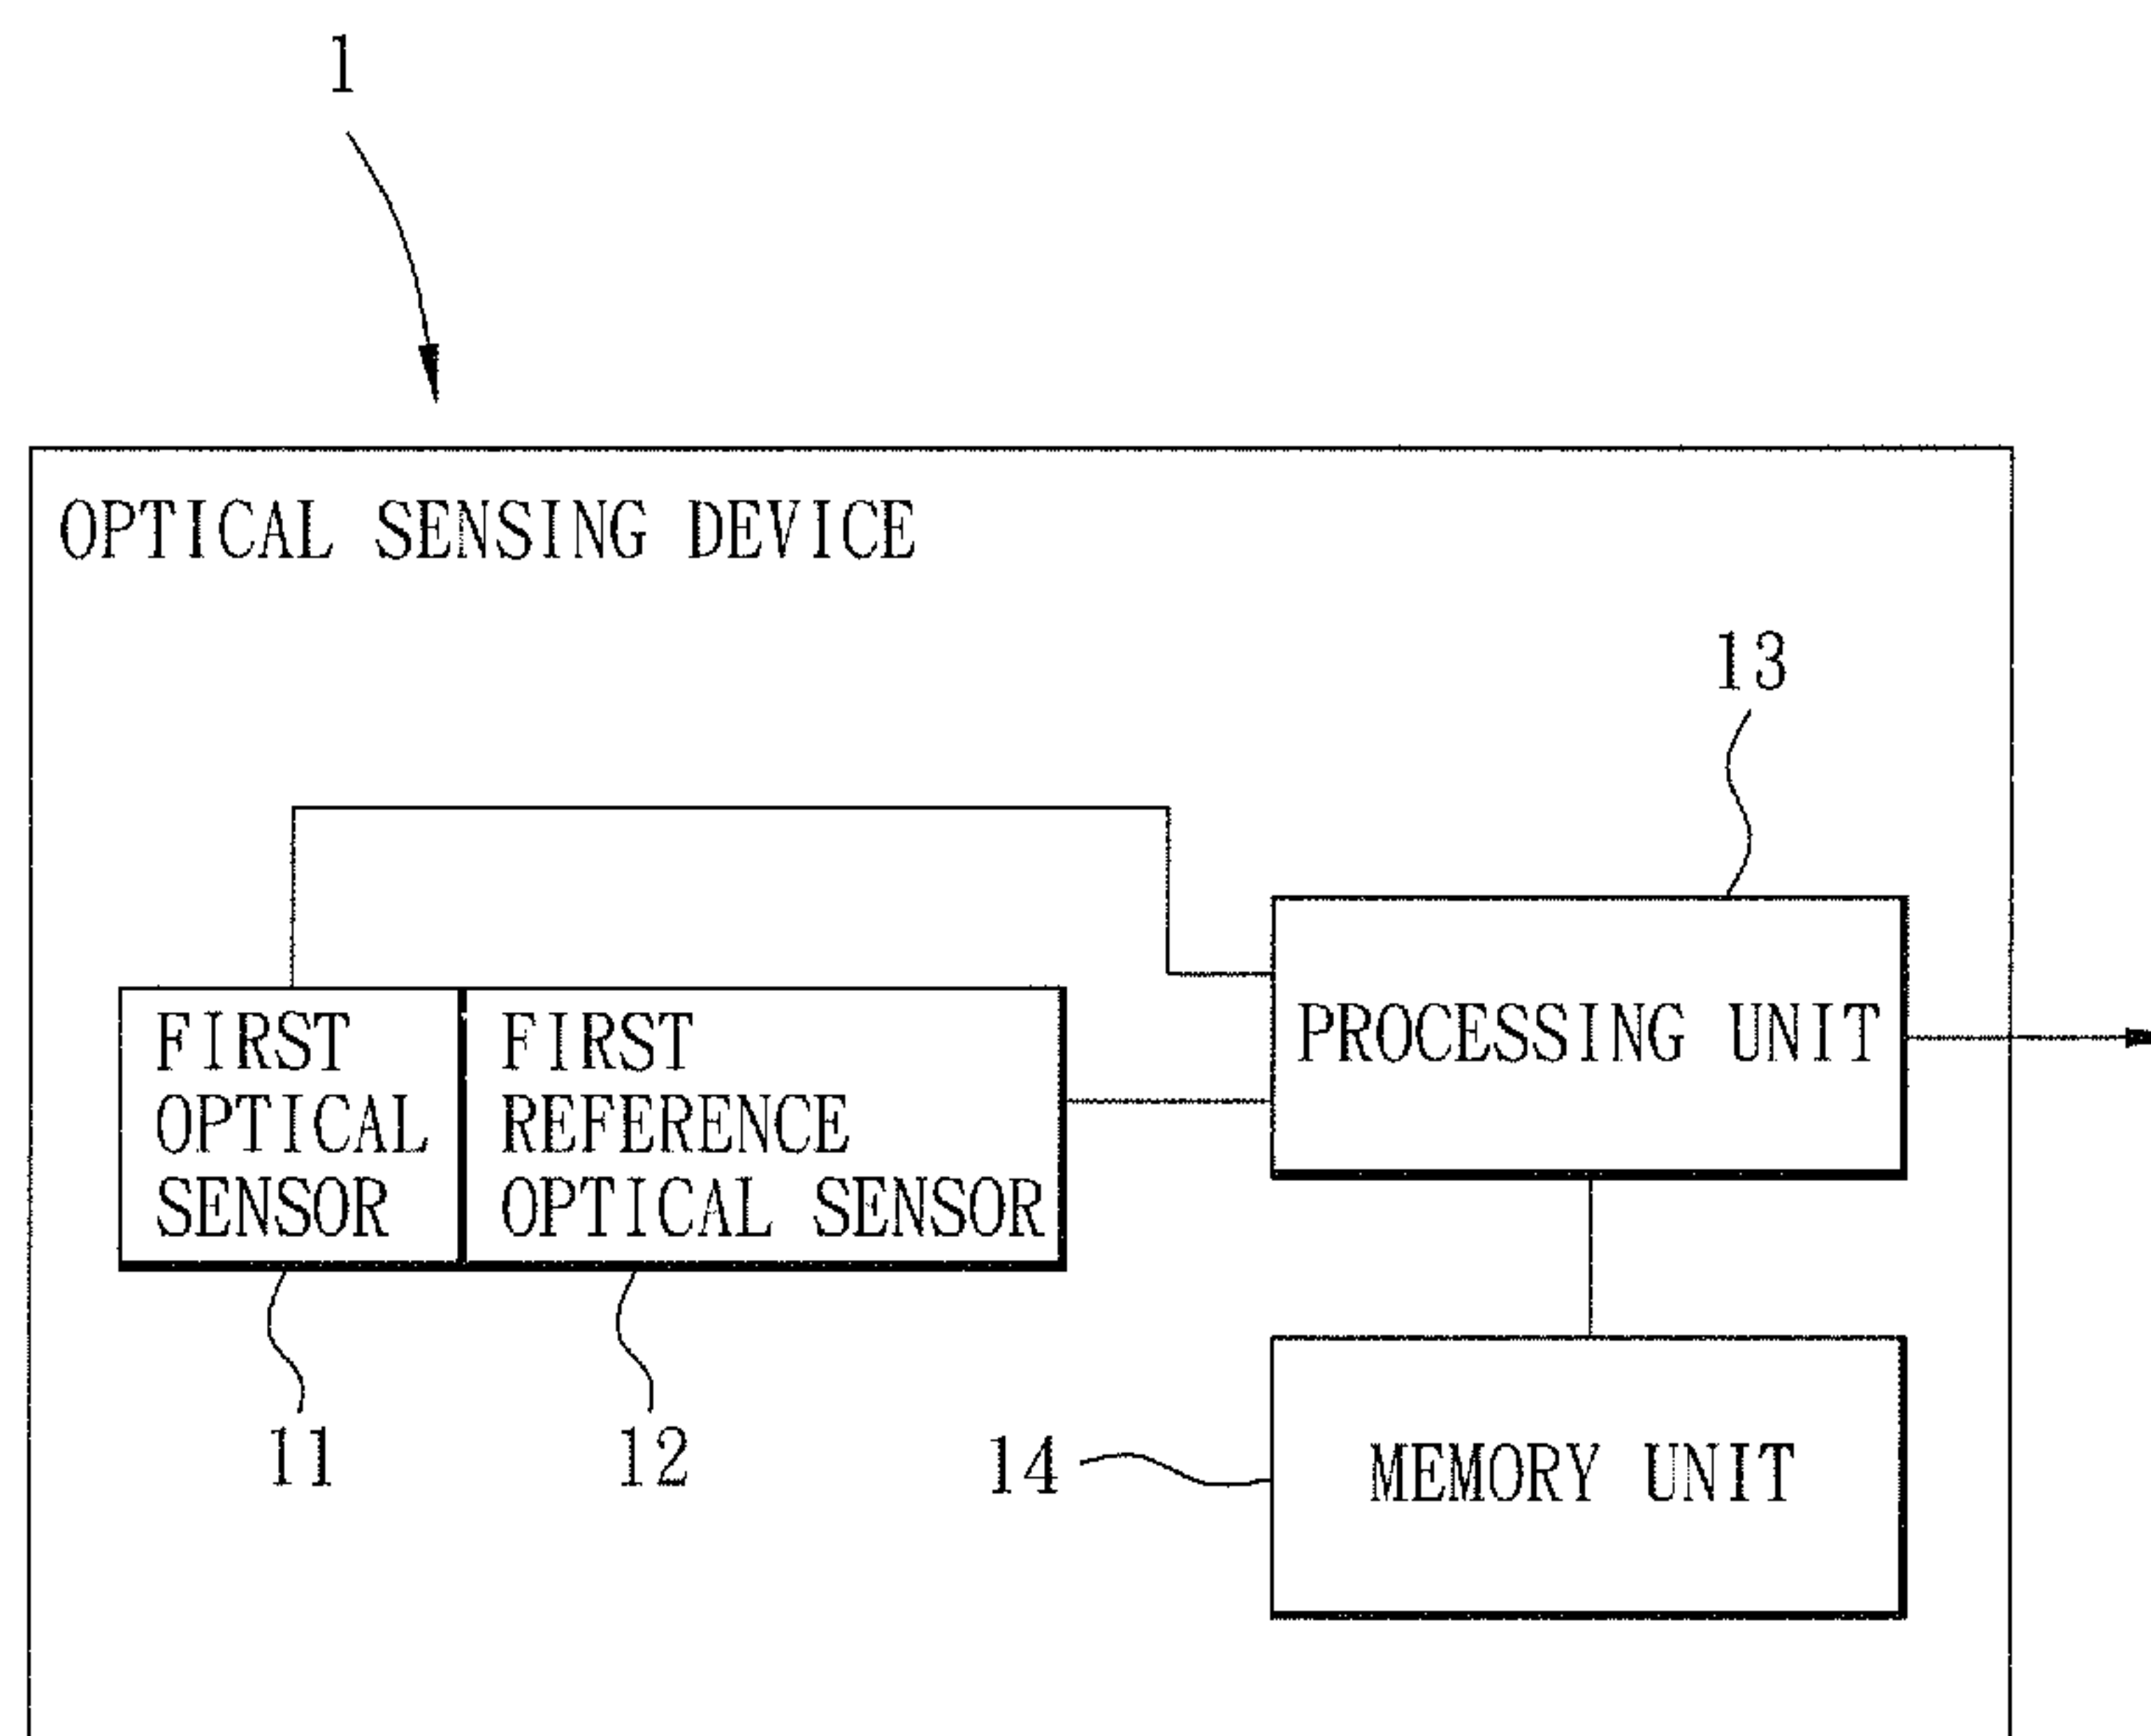 1
OPTICAL SENSING DEVICE
13
PROCESSING UNIT
FIRST
OPTICAL
SENSOR
FIRST
REFERENCE
OPTICAL SENSOR
11
12
14
MEMORY UNIT